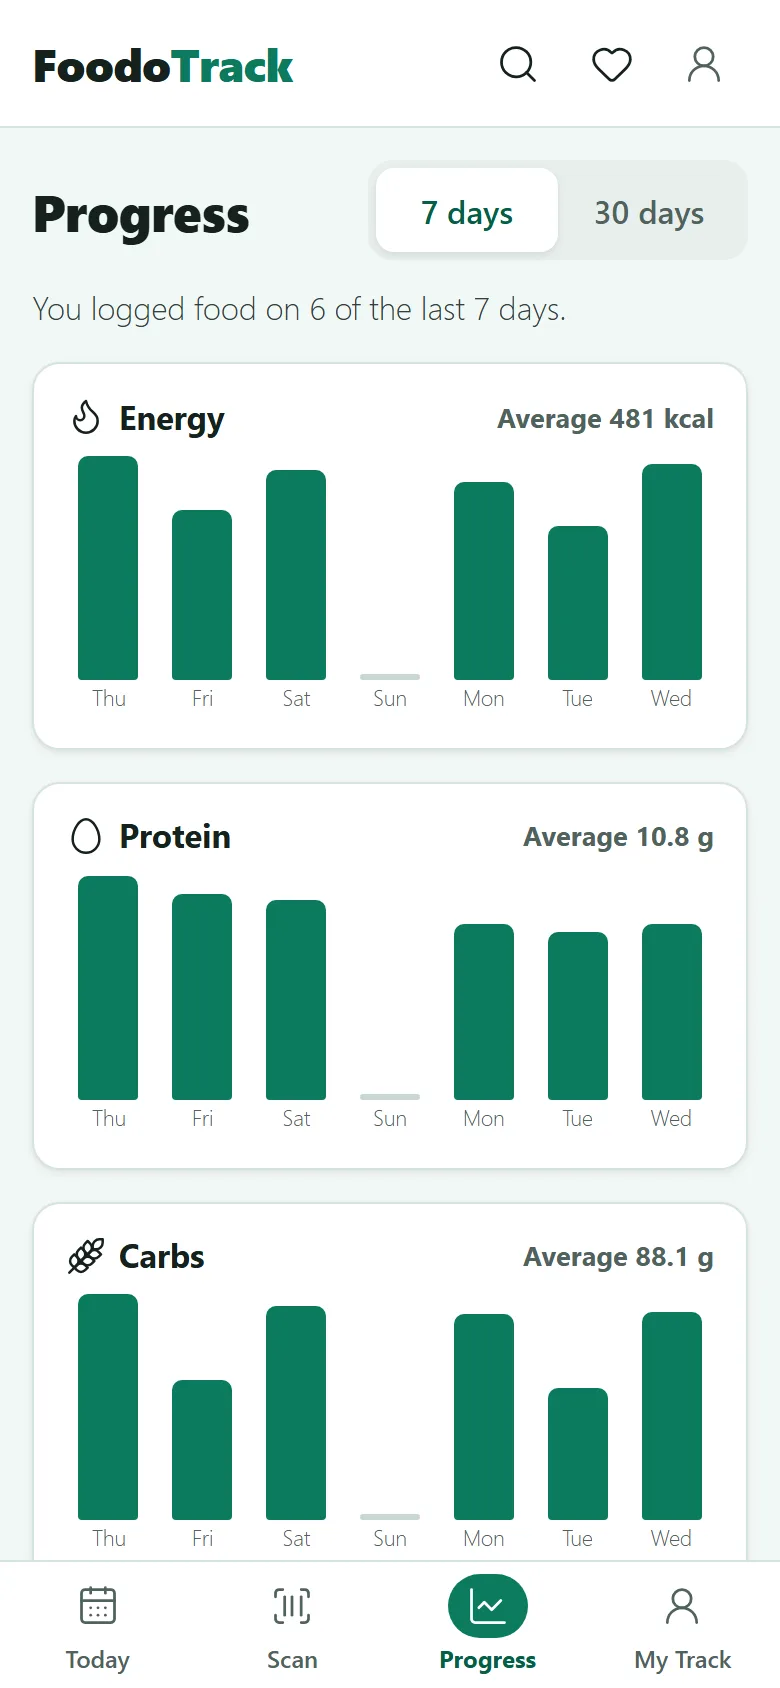 FoodoTrack
Progress
7 days
30 days
You logged food on 6 of the last 7 days.
Energy
Average 481 kcal
Thu Fri Sat Sun Mon Tue Wed
Protein
Average 10.8 g
Thu Fri Sat Sun Mon Tue Wed
Carbs
Average 88.1 g
Thu Fri Sat Sun Mon Tue Wed
Today Scan Progress My Track